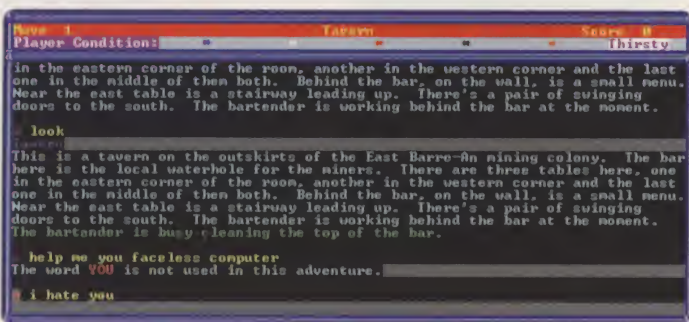 Move 1 Tavern Score 0
Player Condition: Thirsty
in the eastern corner of the room, another in the western corner and the last
one in the middle of them both. Behind the bar, on the wall, is a small menu.
Near the east table is a stairway leading up. There's a pair of swinging
doors to the south. The bartender is working behind the bar at the moment.
look
Tavern
This is a tavern on the outskirts of the East Barre-An mining colony. The bar
here is the local waterhole for the miners. There are three tables here, one
in the eastern corner of the room, another in the western corner and the last
one in the middle of them both. Behind the bar, on the wall, is a small menu.
Near the east table is a stairway leading up. There's a pair of swinging
doors to the south. The bartender is working behind the bar at the moment.
The bartender is busy cleaning the top of the bar.
help me you faceless computer
The word YOU is not used in this adventure.
i hate you